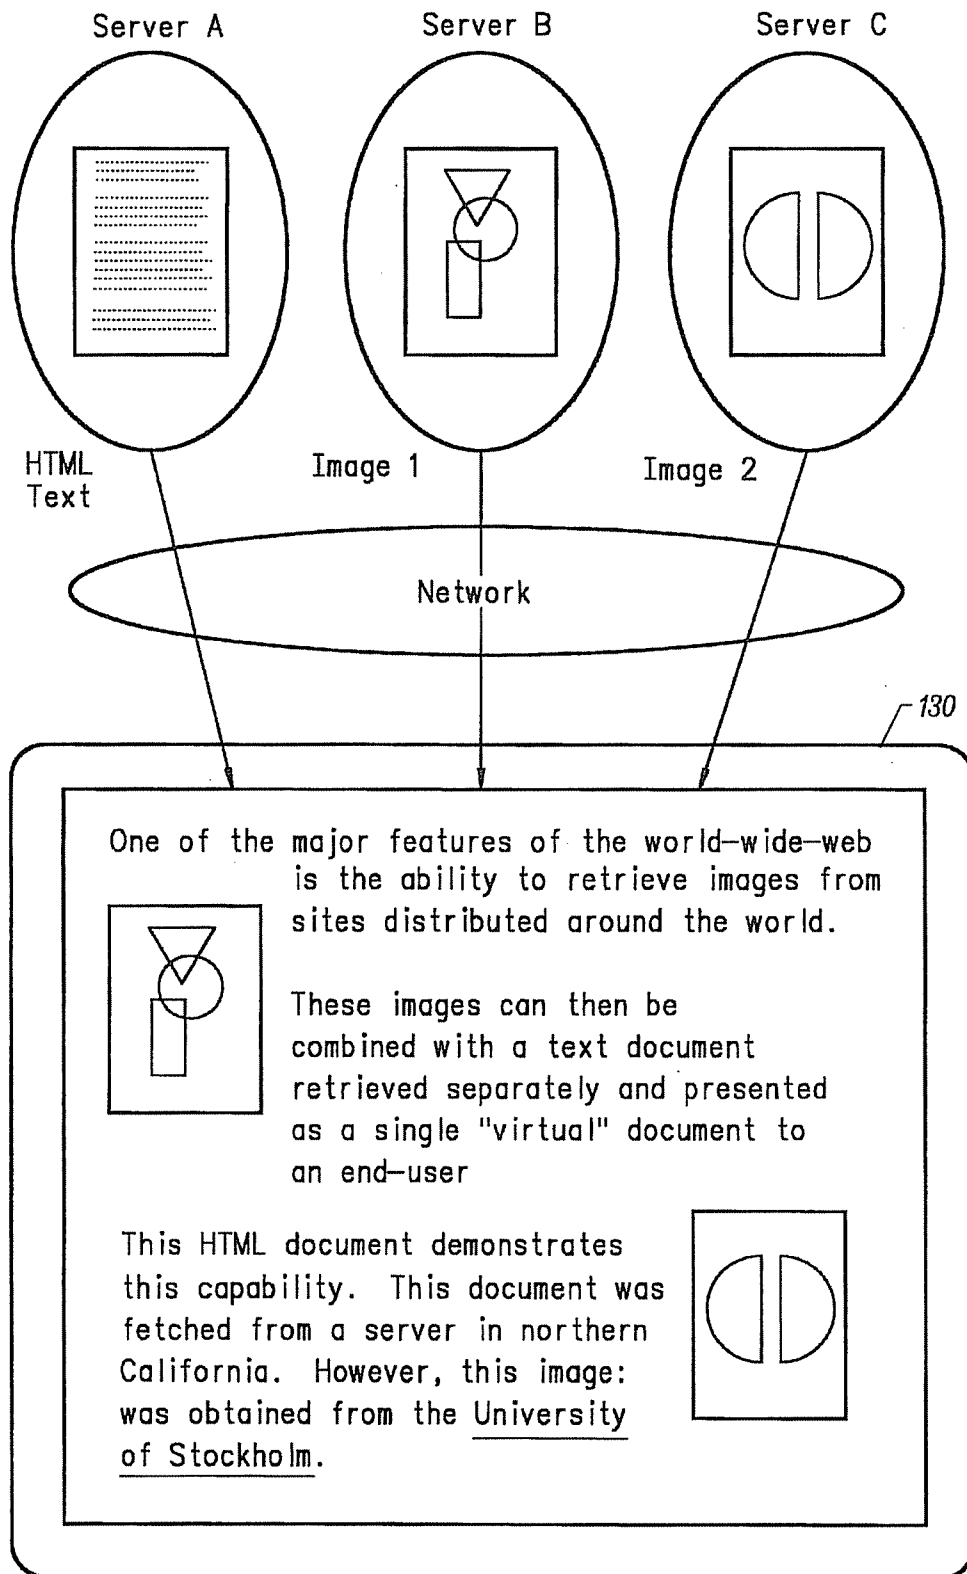 Server A
Server B
Server C
HTML
Text
Image 1
Image 2
Network
130
One of the major features of the world-wide-web
is the ability to retrieve images from
sites distributed around the world.
These images can then be
combined with a text document
retrieved separately and presented
as a single "virtual" document to
an end-user
This HTML document demonstrates
this capability. This document was
fetched from a server in northern
California. However, this image:
was obtained from the University
of Stockholm.